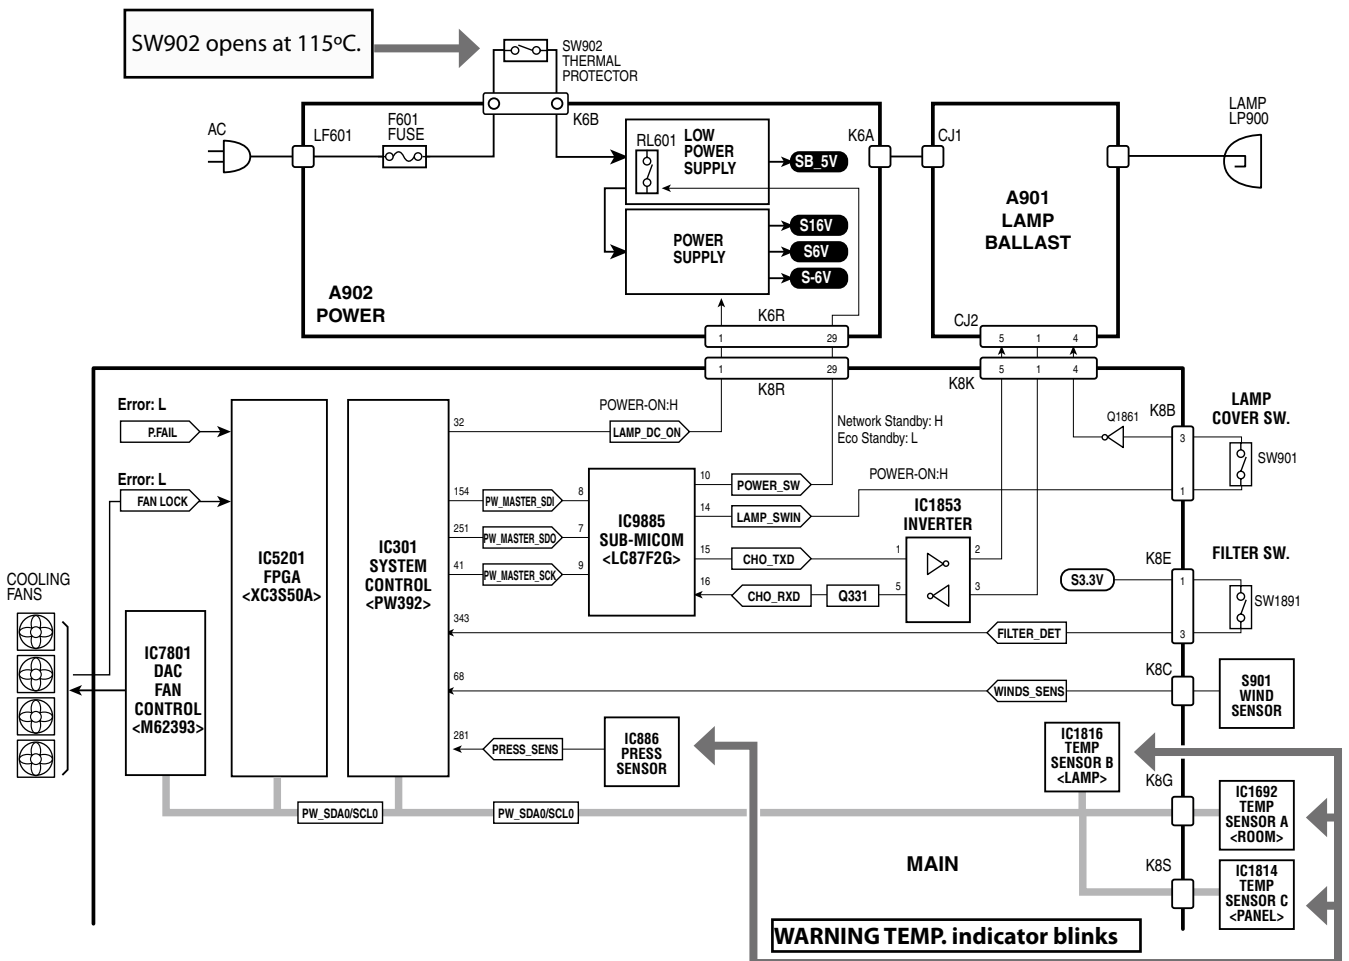 SW902 opens at 115ºC.
SW902
THERMAL
PROTECTOR
AC
LF601
F601
FUSE
K6B
RL601
LOW
POWER
SUPPLY
SB_5V
K6A
CJ1
LAMP
LP900
A901
LAMP
BALLAST
POWER
SUPPLY
S16V
S6V
S-6V
A902
POWER
K6R
1
29
CJ2
5
1
4
1
29
K8R
K8K
5
1
4
Error: L
P.FAIL
Error: L
FAN LOCK
IC5201
FPGA
<XC3S50A>
IC301
SYSTEM
CONTROL
<PW392>
32
POWER-ON:H
LAMP_DC_ON
Network Standby: H
Eco Standby: L
Q1861
K8B
3
1
LAMP
COVER SW.
SW901
154
PW_MASTER_SDI
8
251
PW_MASTER_SDO
7
41
PW_MASTER_SCK
9
IC9885
SUB-MICOM
<LC87F2G>
10
POWER_SW
14
LAMP_SWIN
POWER-ON:H
15
CHO_TXD
16
CHO_RXD
Q331
IC1853
INVERTER
1
2
5
3
K8E
FILTER SW.
S3.3V
1
3
SW1891
343
FILTER_DET
COOLING
FANS
IC7801
DAC
FAN
CONTROL
<M62393>
68
WINDS_SENS
K8C
S901
WIND
SENSOR
281
PRESS_SENS
IC886
PRESS
SENSOR
IC1816
TEMP
SENSOR B
<LAMP>
K8G
IC1692
TEMP
SENSOR A
<ROOM>
PW_SDA0/SCL0
PW_SDA0/SCL0
MAIN
K8S
IC1814
TEMP
SENSOR C
<PANEL>
WARNING TEMP. indicator blinks